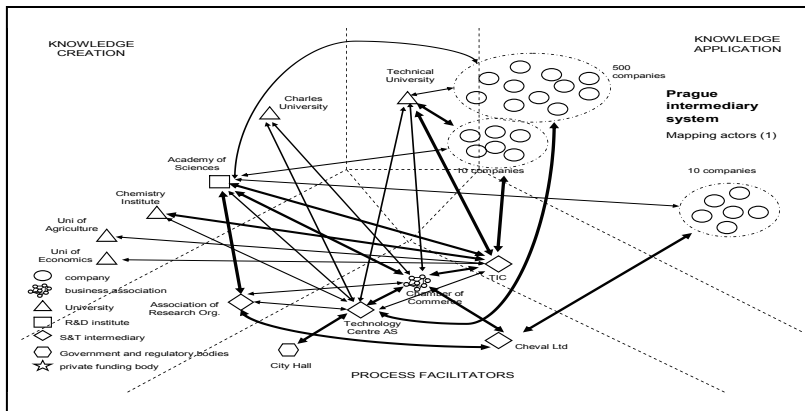 KNOWLEDGE
CREATION
KNOWLEDGE
APPLICATION
Technical
University
500
companies
Prague
intermediary
system
Mapping actors (1)
Charles
University
Academy of
Sciences
10 companies
10 companies
Chemistry
Institute
Uni of
Agriculture
Uni of
Economics
TIC
company
business association
Chamber of
Commerce
University
Association of
Research Org.
R&D institute
Technology
Centre AS
S&T intermediary
Cheval Ltd
Government and regulatory bodies
City Hall
private funding body
PROCESS FACILITATORS